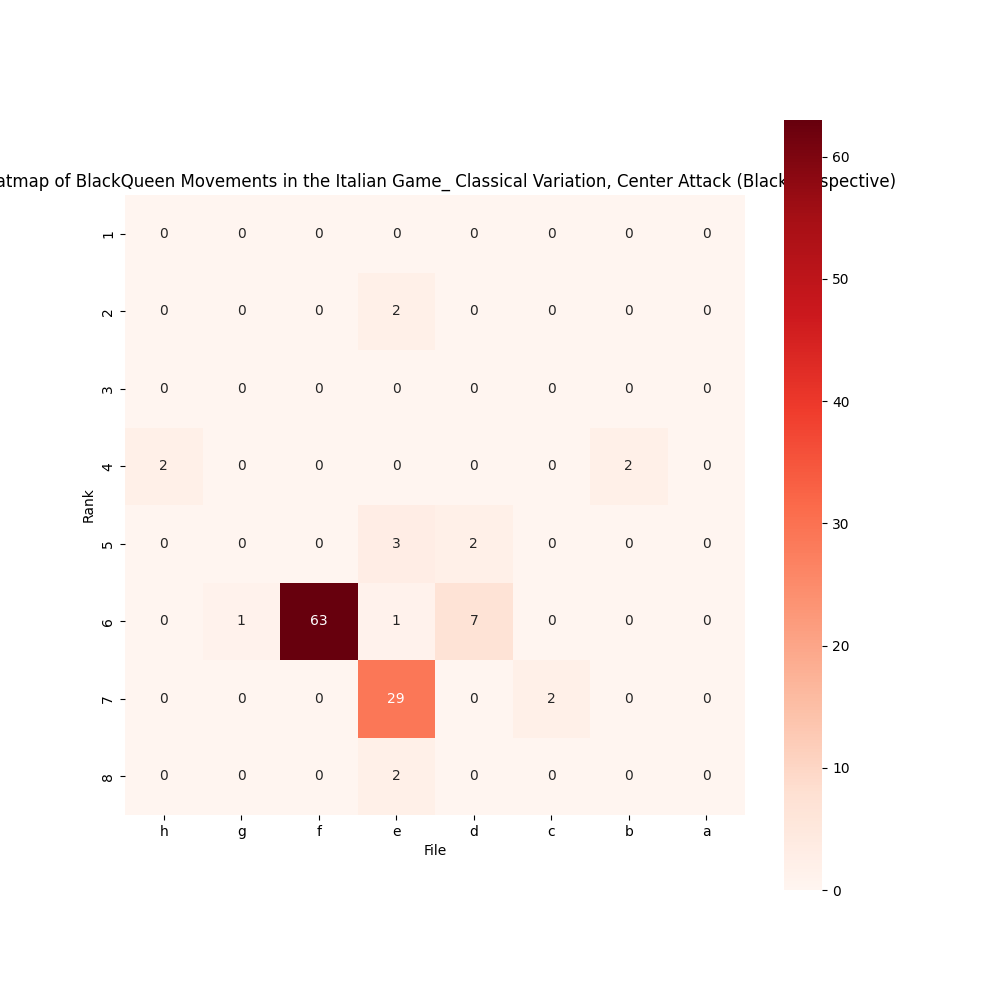 of BlackQueen Movements in the Italian Game_ Classical Variation, Center Attack
60
1 0 0 0 0 0 0 0 0
50
2 0 0 0 2 0 0 0 0
3 0 0 0 0 0 0 0 0
40
4 2 0 0 0 0 0 2 0
Rank
5 0 0 0 3 2 0 0 0
30
6 0 1 63 1 7 0 0 0
20
7 0 0 0 29 0 2 0 0
10
8 0 0 0 2 0 0 0 0
h g f e d c b a
File
0